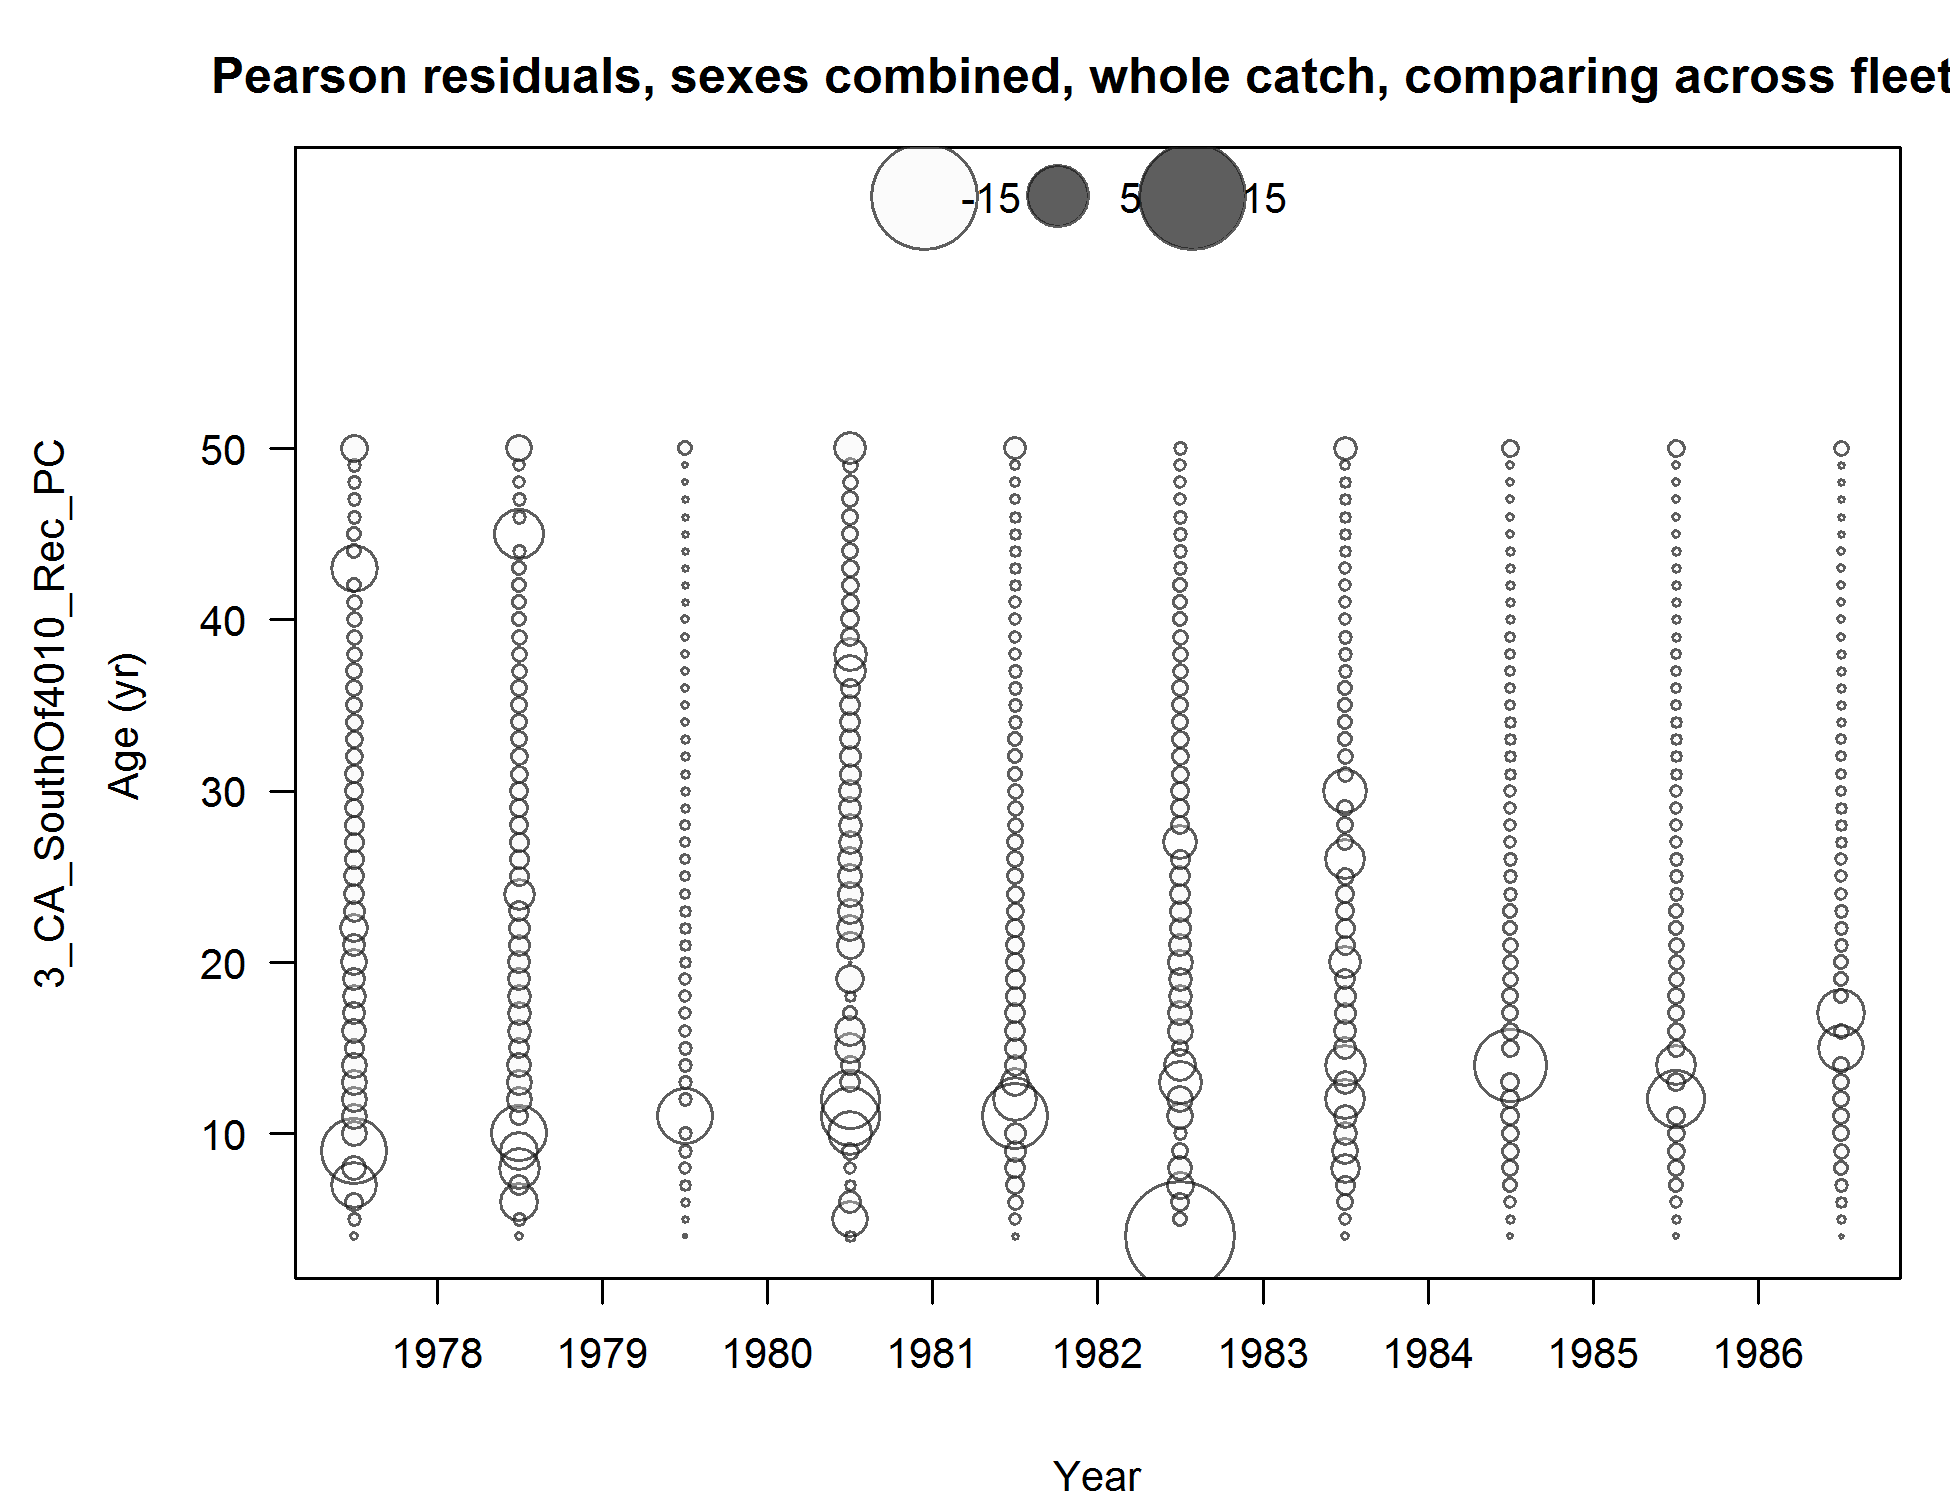 Pearson residuals, sexes combined, whole catch, comparing across fleet
-15 5 15
3_CA_SouthOf4010_Rec_PC
Age (yr)
50
40
30
20
10
1978 1979 1980 1981 1982 1983 1984 1985 1986
Year